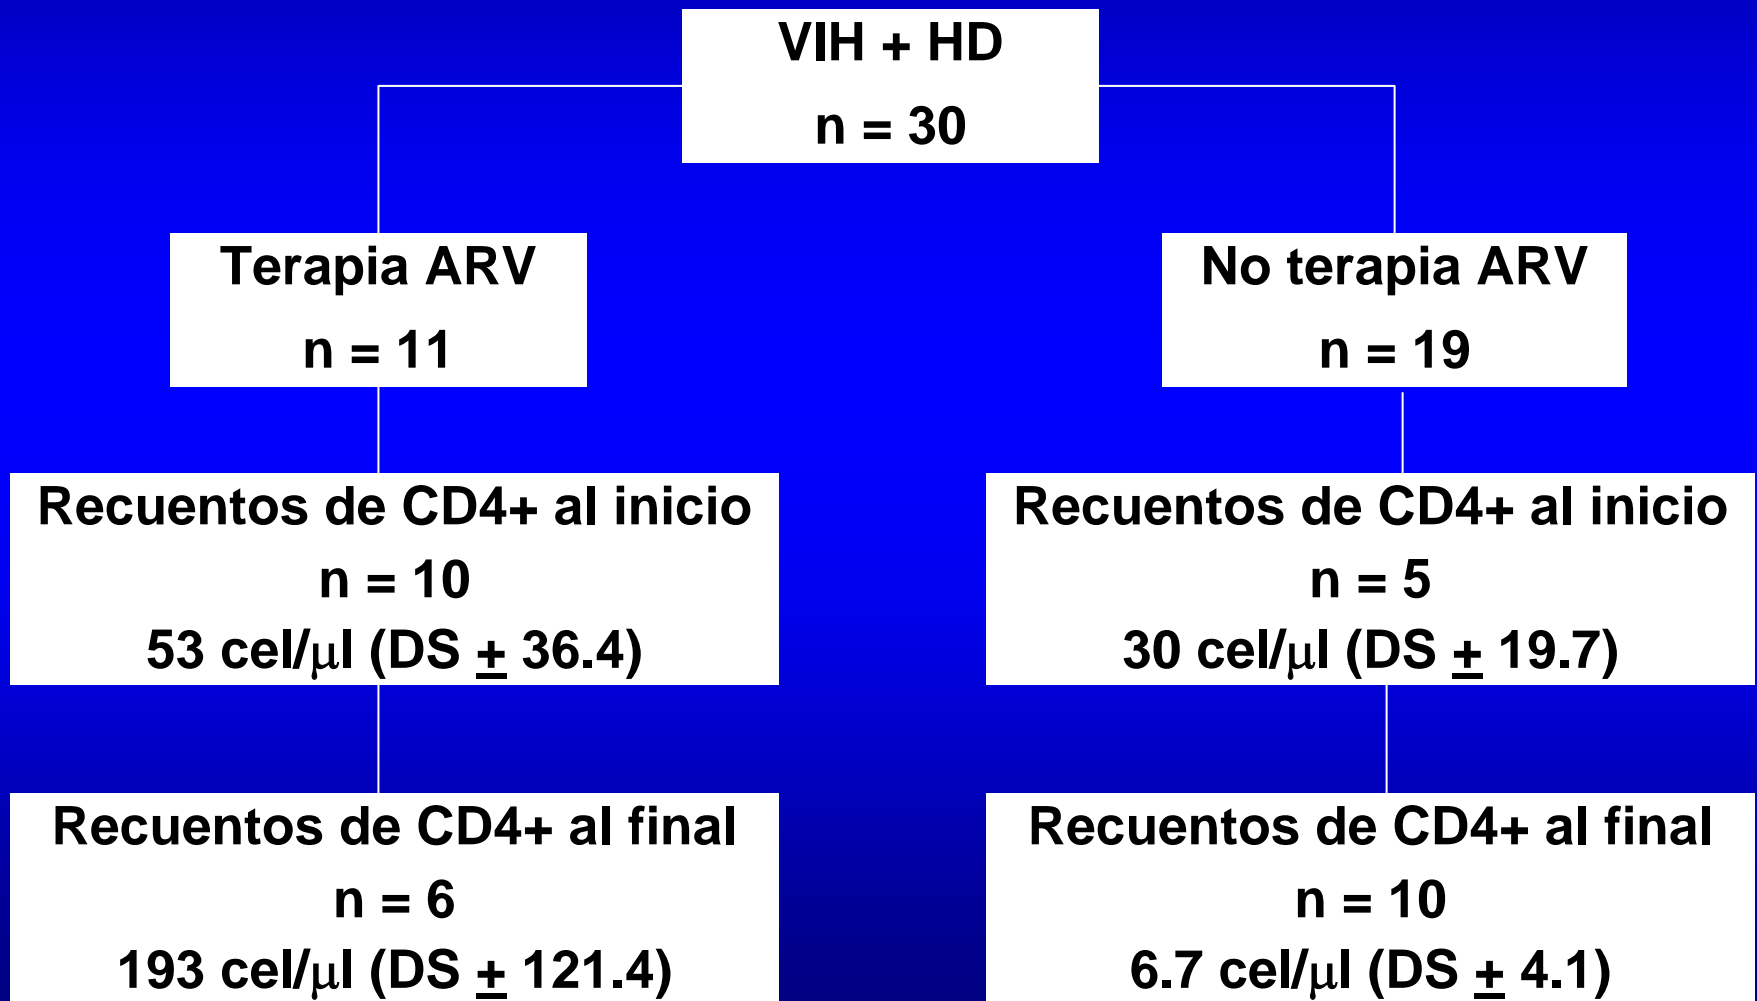 VIH + HD
n = 30
Terapia ARV
n = 11
No terapia ARV
n = 19
Recuentos de CD4+ al inicio
n = 10
53 cel/μl (DS ± 36.4)
Recuentos de CD4+ al inicio
n = 5
30 cel/μl (DS ± 19.7)
Recuentos de CD4+ al final
n = 6
193 cel/μl (DS ± 121.4)
Recuentos de CD4+ al final
n = 10
6.7 cel/μl (DS ± 4.1)